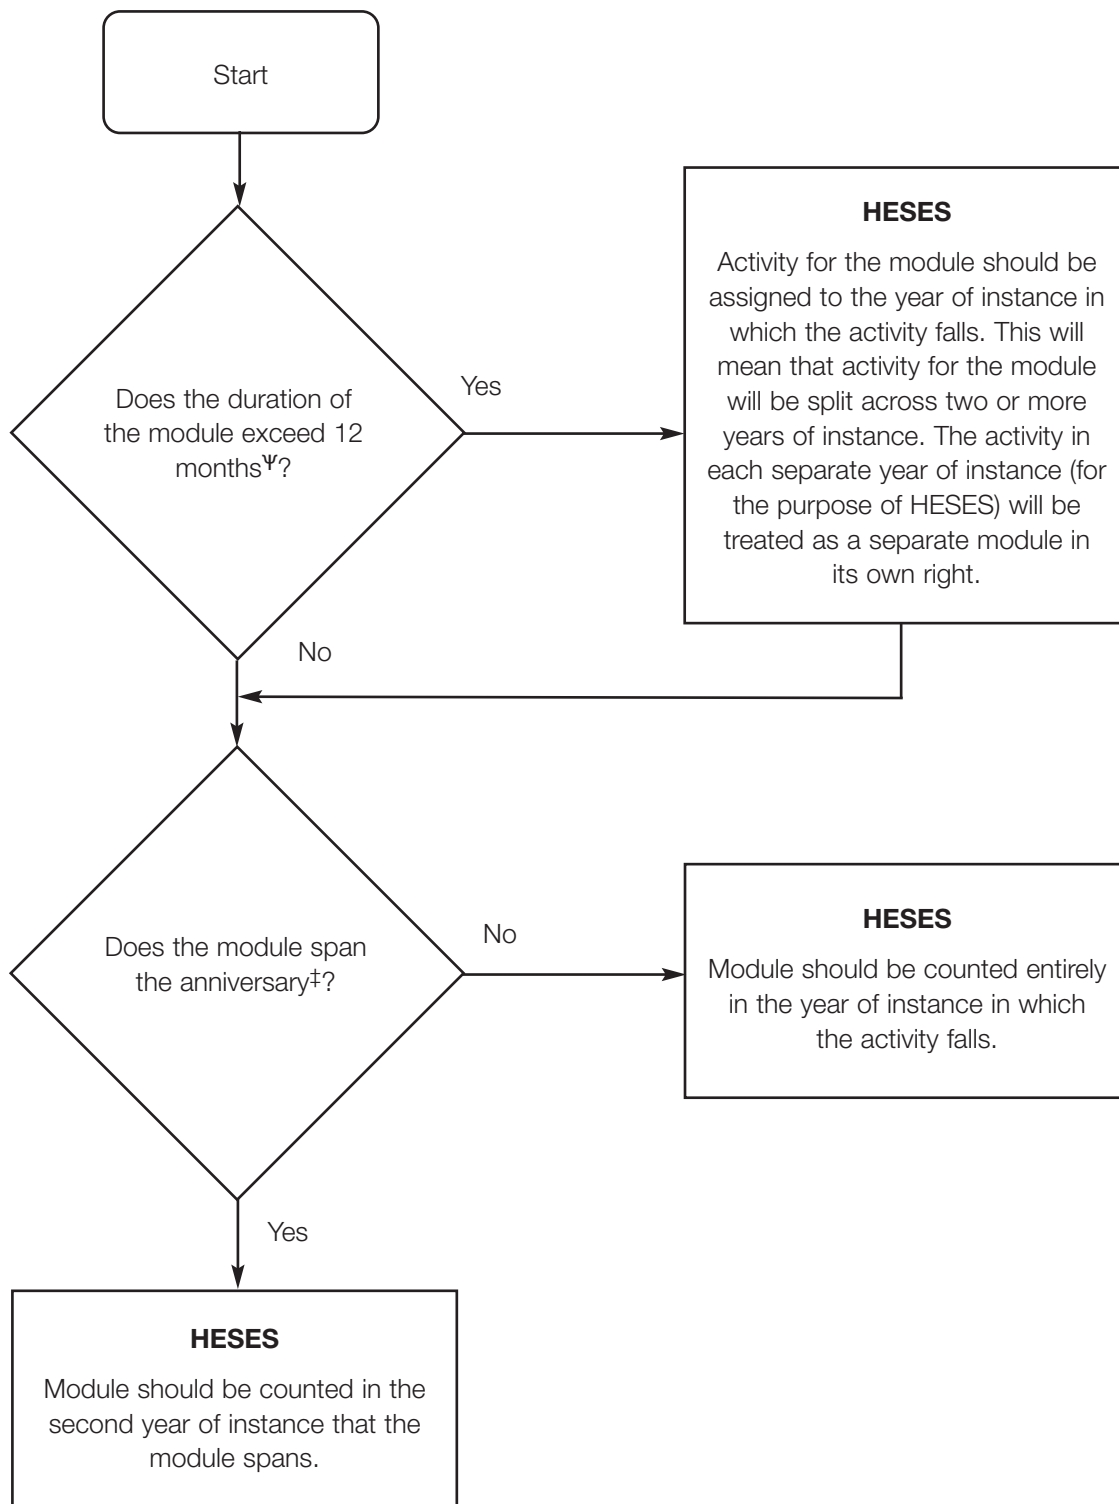 Start
Does the duration of
the module exceed 12
monthsΨ?
Yes
HESES
Activity for the module should be
assigned to the year of instance in
which the activity falls. This will
mean that activity for the module
will be split across two or more
years of instance. The activity in
each separate year of instance (for
the purpose of HESES) will be
treated as a separate module in
its own right.
No
Does the module span
the anniversary‡?
No
HESES
Module should be counted entirely
in the year of instance in which
the activity falls.
Yes
HESES
Module should be counted in the
second year of instance that the
module spans.